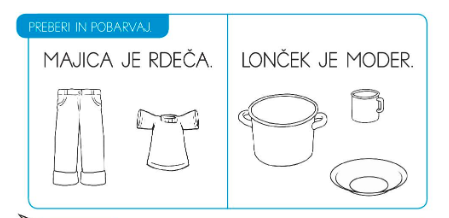 PREBERI IN POBARVAJ.
MAJICA JE RDEČA.
LONČEK JE MODER.